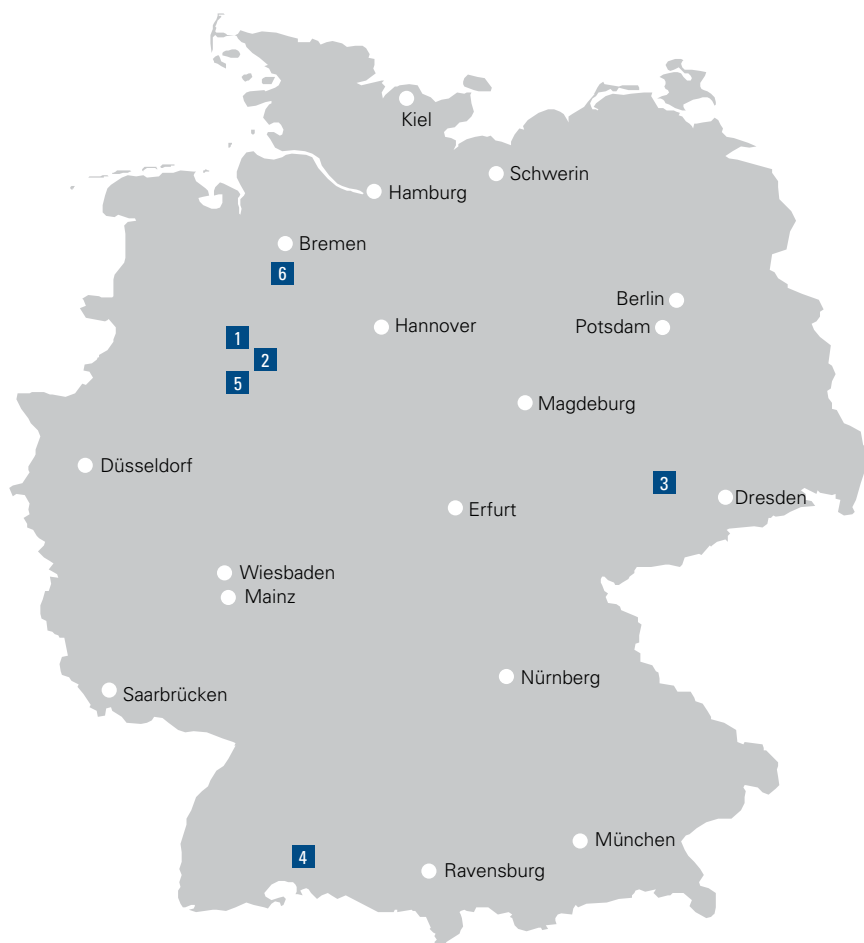 Kiel
Schwerin
Hamburg
Bremen
6
Berlin
1
Hannover
Potsdam
2
5
Magdeburg
Düsseldorf
3
Dresden
Erfurt
Wiesbaden
Mainz
Nürnberg
Saarbrücken
München
4
Ravensburg